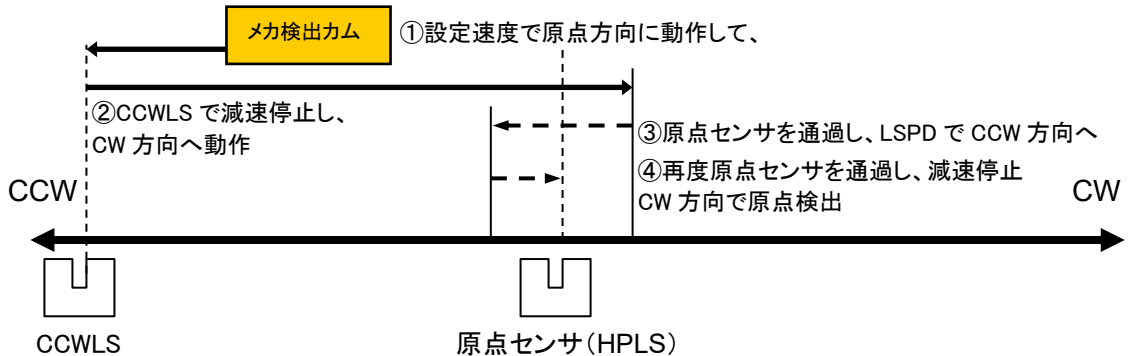 メカ検出カム
①設定速度で原点方向に動作して、
②CCWLS で減速停止し、
CW 方向へ動作
③原点センサを通過し、LSPD で CCW 方向へ
④再度原点センサを通過し、減速停止
CW 方向で原点検出
CCW
CW
CCWLS
原点センサ(HPLS)